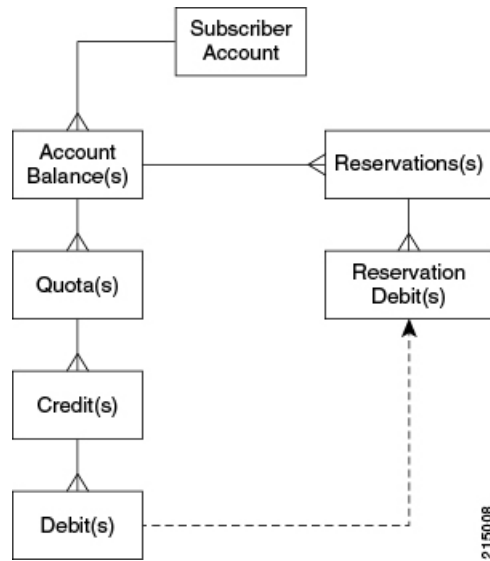 Subscriber
Account
Account
Balance(s)
Reservations(s)
Quota(s)
Reservation
Debit(s)
Credit(s)
Debit(s)
215008